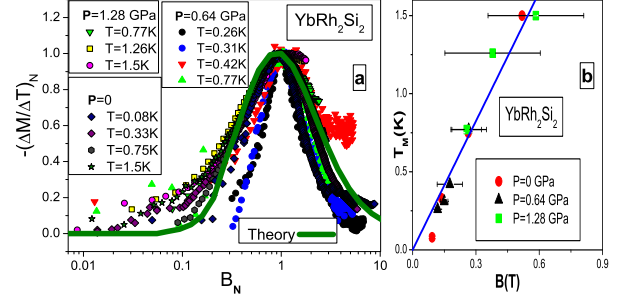 P=1.28 GPa
T=0.77K
T=1.26K
T=1.5K
P=0.64 GPa
T=0.26K
T=0.31K
T=0.42K
T=0.77K
YbRh2Si2
a
P=0
T=0.08K
T=0.33K
T=0.75K
T=1.5K
Theory
-(ΔM/ΔT)N
1.0
0.8
0.6
0.4
0.2
0.0
0.01
0.1
1
10
BN
b
YbRh2Si2
P=0 GPa
P=0.64 GPa
P=1.28 GPa
TM(K)
1.5
1.0
0.5
0.0
0.0
0.3
0.6
0.9
B(T)